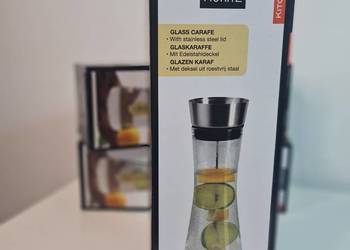 GLASS CARAFE
• With stainless steel lid
GLASKARAFFE
• Mit Edelstahldeckel
GLAZEN KARAF
• Met deksel uit roestvrij staal